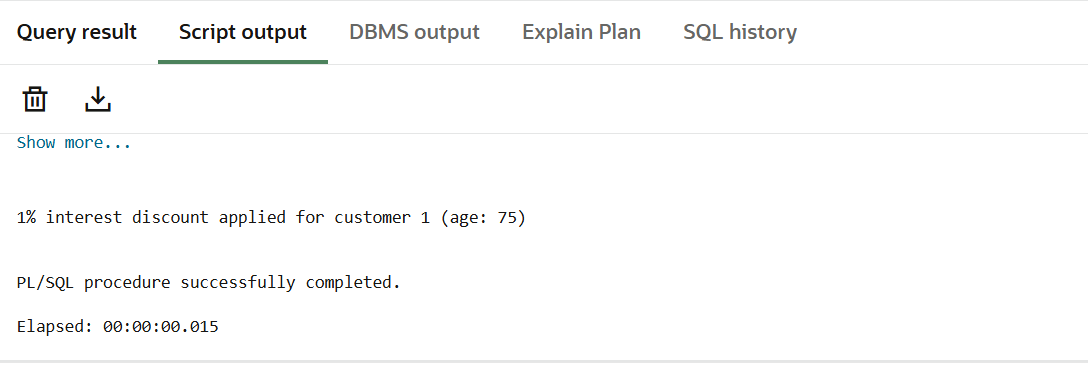 Query result Script output DBMS output Explain Plan SQL history
Show more...
1% interest discount applied for customer 1 (age: 75)
PL/SQL procedure successfully completed.
Elapsed: 00:00:00.015